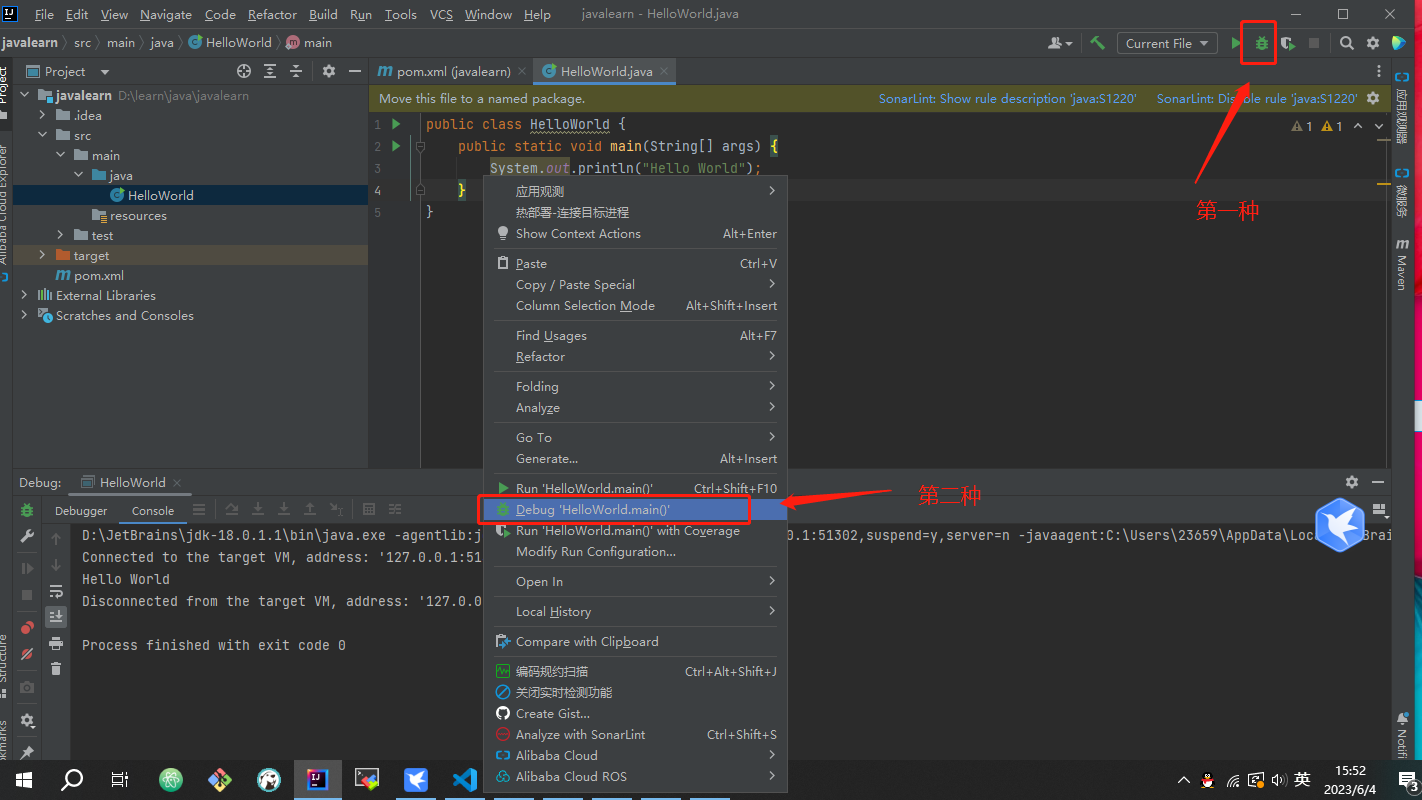 File Edit View Navigate Code Refactor Build Run Tools VCS Window Help javalearn - HelloWorld.java
javalearn src main java HelloWorld main
Current File
Project
Project
pom.xml (javalearn)
HelloWorld.java
javalearn D:\learn\java\javalearn
.idea
src
main
java
HelloWorld
resources
test
target
pom.xml
External Libraries
Scratches and Consoles
Alibaba Cloud Explorer
Structure
Move this file to a named package.
SonarLint: Show rule description 'java:S1220'
1 public class HelloWorld {
2 public static void main(String[] args) {
3 System.out.println("Hello World");
4 }
5 }
1 1
第一种
应用观测器
微服务
Maven
应用观测
热部署-连接目标进程
Show Context Actions Alt+Enter
Paste Ctrl+V
Copy / Paste Special
Column Selection Mode Alt+Shift+Insert
Find Usages Alt+F7
Refactor
Folding
Analyze
Go To
Generate... Alt+Insert
Run 'HelloWorld.main()' Ctrl+Shift+F10
Debug 'HelloWorld.main()'
Run 'HelloWorld.main()' with Coverage
Modify Run Configuration...
Open In
Local History
Compare with Clipboard
编码规约扫描 Ctrl+Alt+Shift+J
关闭实时检测功能
Create Gist...
Analyze with SonarLint Ctrl+Shift+S
Alibaba Cloud
Alibaba Cloud ROS
第二种
Debug: HelloWorld
Debugger Console
D:\JetBrains\jdk-18.0.1.1\bin\java.exe -agentlib:j 0.1:51302,suspend=y,server=n -javaagent:C:\Users\23659\AppData\Loc
Connected to the target VM, address: '127.0.0.1:51
Hello World
Disconnected from the target VM, address: '127.0.0
Process finished with exit code 0
英
15:52
2023/6/4
3